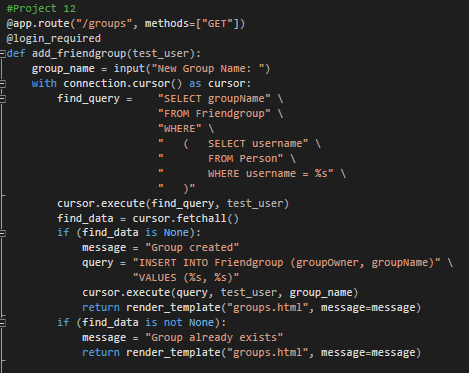 #Project 12
@app.route("/groups", methods=["GET"])
@login_required
def add_friendgroup(test_user):
    group_name = input("New Group Name: ")
    with connection.cursor() as cursor:
        find_query =    "SELECT groupName" \
                        "FROM Friendgroup" \
                        "WHERE" \
                        "   (   SELECT username" \
                        "       FROM Person" \
                        "       WHERE username = %s" \
                        "   )"
        cursor.execute(find_query, test_user)
        find_data = cursor.fetchall()
        if (find_data is None):
            message = "Group created"
            query = "INSERT INTO Friendgroup (groupOwner, groupName)" \
                    "VALUES (%s, %s)"
            cursor.execute(query, test_user, group_name)
            return render_template("groups.html", message=message)
        if (find_data is not None):
            message = "Group already exists"
            return render_template("groups.html", message=message)